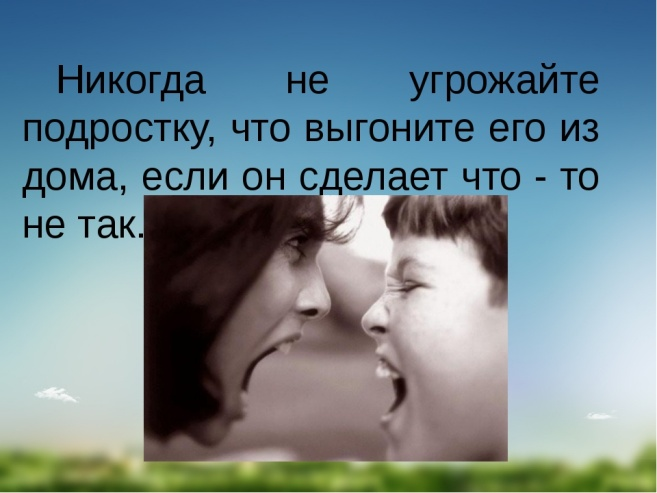 Никогда не угрожайте
подростку, что выгоните его из
дома, если он сделает что - то
не так.